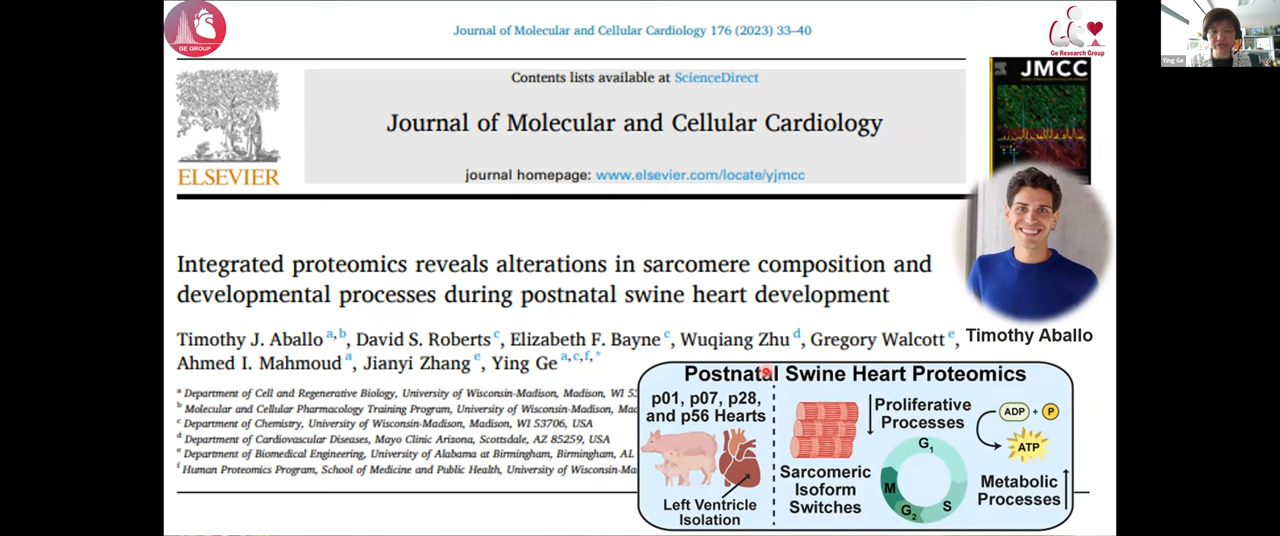 GE GROUP
Journal of Molecular and Cellular Cardiology 176 (2023) 33–40
Ge Research Group
Ying Ge
Contents lists available at ScienceDirect
Journal of Molecular and Cellular Cardiology
journal homepage: www.elsevier.com/locate/yjmcc
ELSEVIER
JMCC
Integrated proteomics reveals alterations in sarcomere composition and
developmental processes during postnatal swine heart development
Timothy J. Aballo a,b, David S. Roberts c, Elizabeth F. Bayne c, Wuqiang Zhu d, Gregory Walcott e,
Ahmed I. Mahmoud a, Jianyi Zhang e, Ying Ge a,c,f,*
Timothy Aballo
a Department of Cell and Regenerative Biology, University of Wisconsin-Madison, Madison, WI 53
b Molecular and Cellular Pharmacology Training Program, University of Wisconsin-Madison, Mad
c Department of Chemistry, University of Wisconsin-Madison, Madison, WI 53706, USA
d Department of Cardiovascular Diseases, Mayo Clinic Arizona, Scottsdale, AZ 85259, USA
e Department of Biomedical Engineering, University of Alabama at Birmingham, Birmingham, AL
f Human Proteomics Program, School of Medicine and Public Health, University of Wisconsin-Ma
Postnatal Swine Heart Proteomics
p01, p07, p28,
and p56 Hearts
Left Ventricle
Isolation
Sarcomeric
Isoform
Switches
Proliferative
Processes
G1
S
G2
M
ADP + P
ATP
Metabolic
Processes